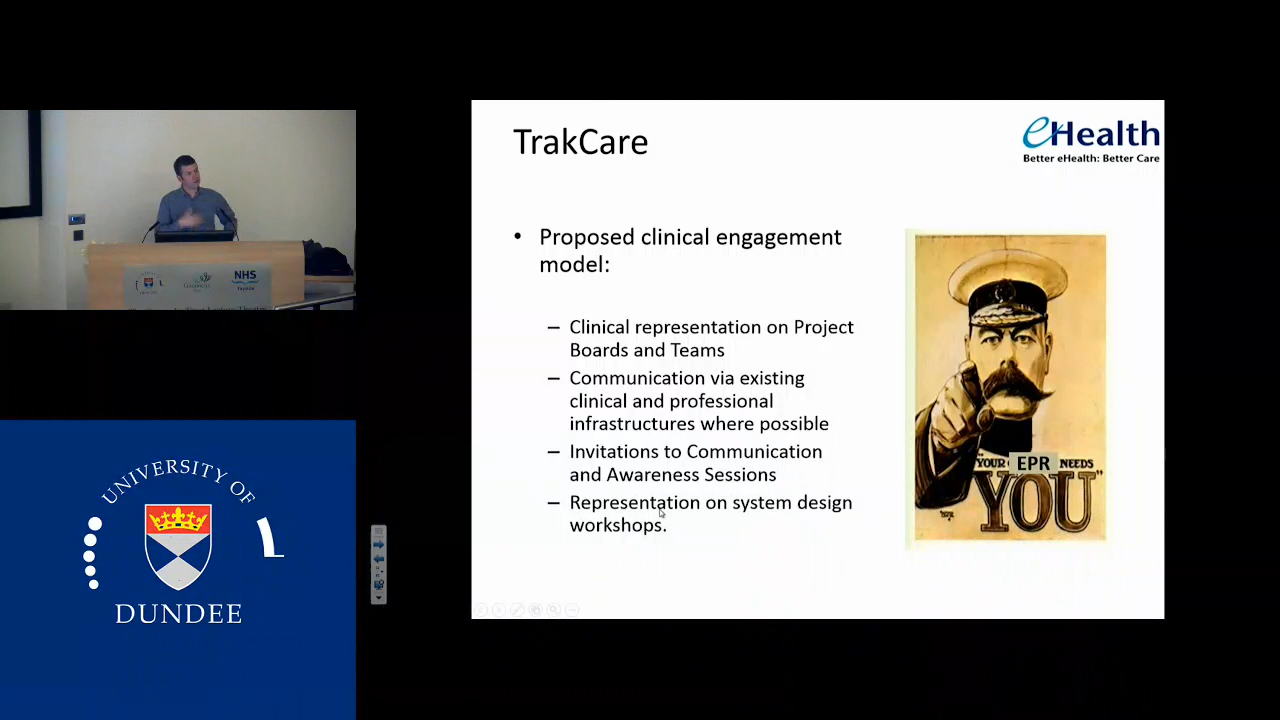 TrakCare
eHealth
Better eHealth: Better Care
• Proposed clinical engagement
model:
– Clinical representation on Project
Boards and Teams
– Communication via existing
clinical and professional
infrastructures where possible
– Invitations to Communication
and Awareness Sessions
– Representation on system design
workshops.
"YOUR EPR NEEDS
YOU"
NHS
UNIVERSITY OF
DUNDEE